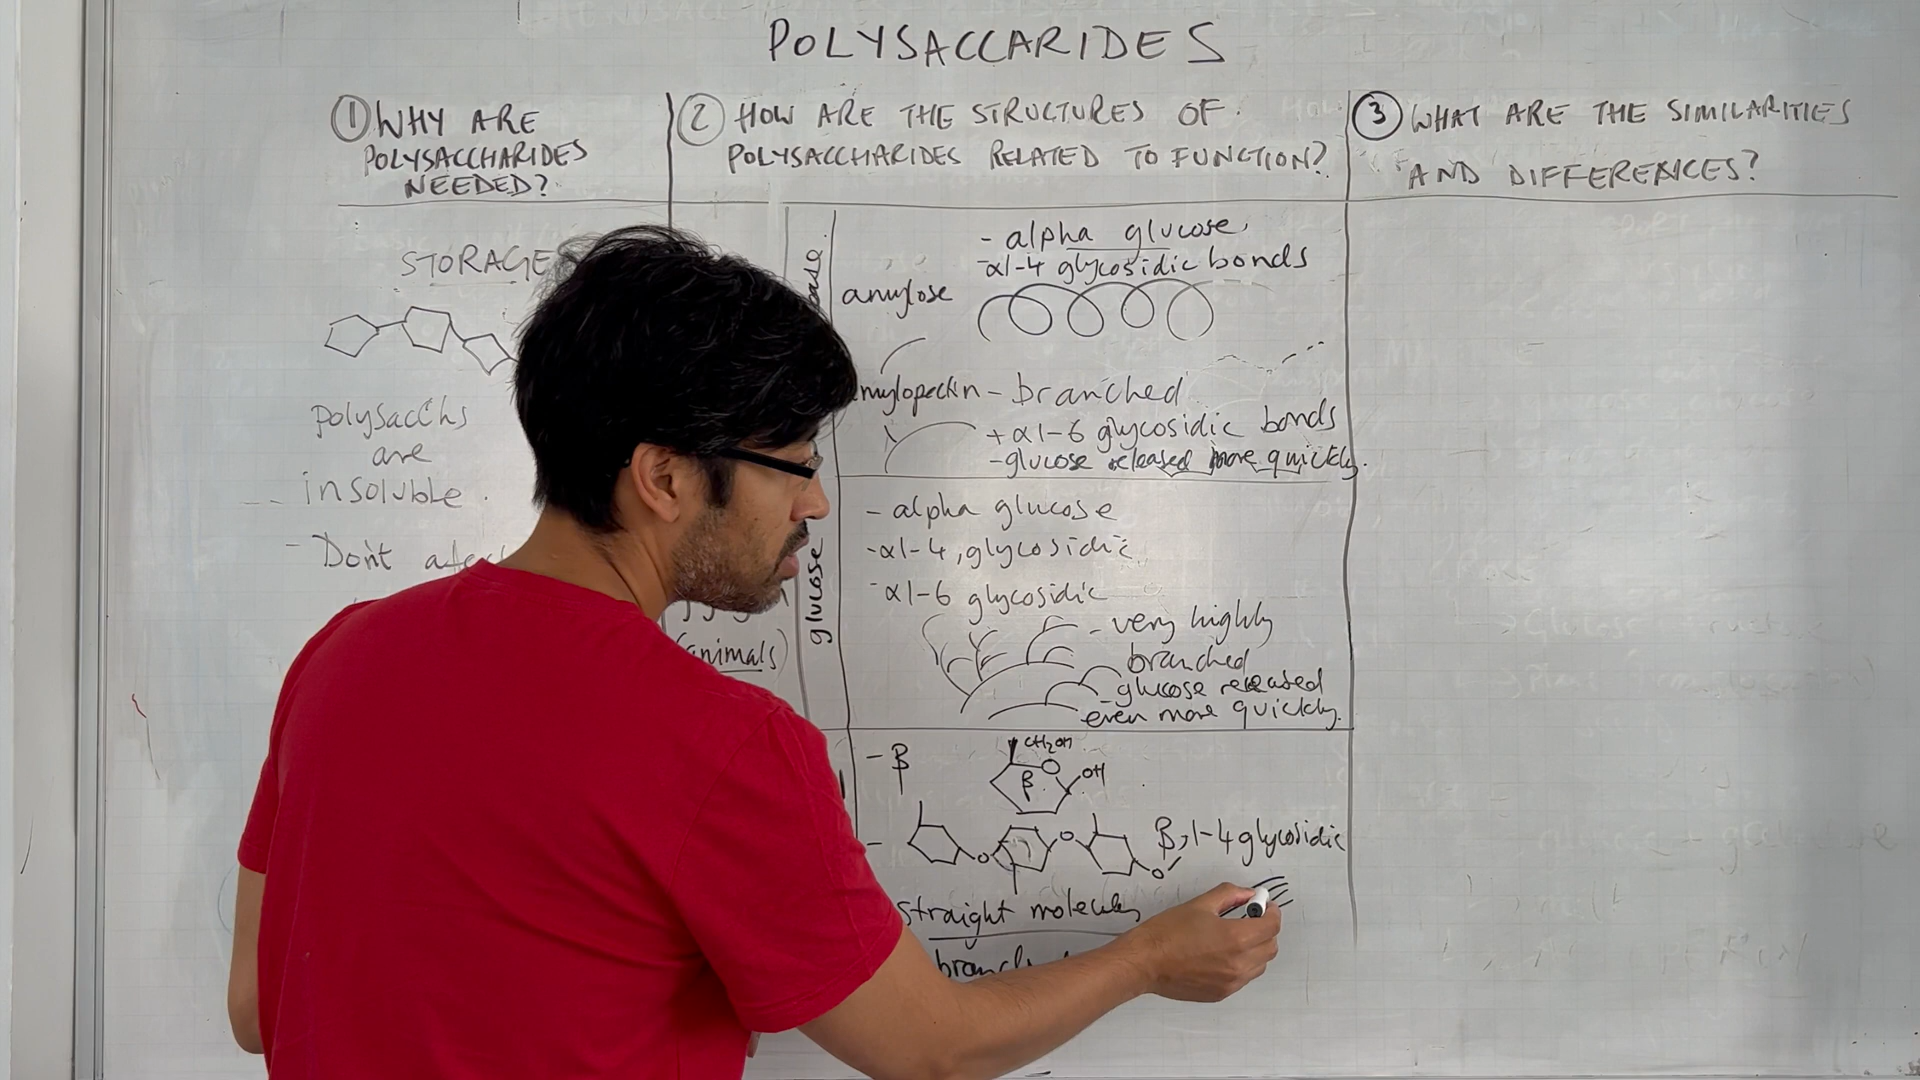 POLYSACCARIDES
① WHY ARE
POLYSACCHARIDES
NEEDED?
STORAGE
polysacchs
are
insoluble
- Don't
(animals)
② HOW ARE THE STRUCTURES OF
POLYSACCHARIDES RELATED TO FUNCTION?
- alpha glucose
- α1-4 glycosidic bonds
amylose
mylopectin - branched
+ α1-6 glycosidic bonds
- glucose released more quickly.
glucose
- alpha glucose
- α1-4, glycosidic
- α1-6 glycosidic
- very highly
branched
glucose released
even more quickly.
- β
CH₂OH
O
OH
β
- O O O β,1-4 glycosidic
straight molecules
③ WHAT ARE THE SIMILARITIES
AND DIFFERENCES?